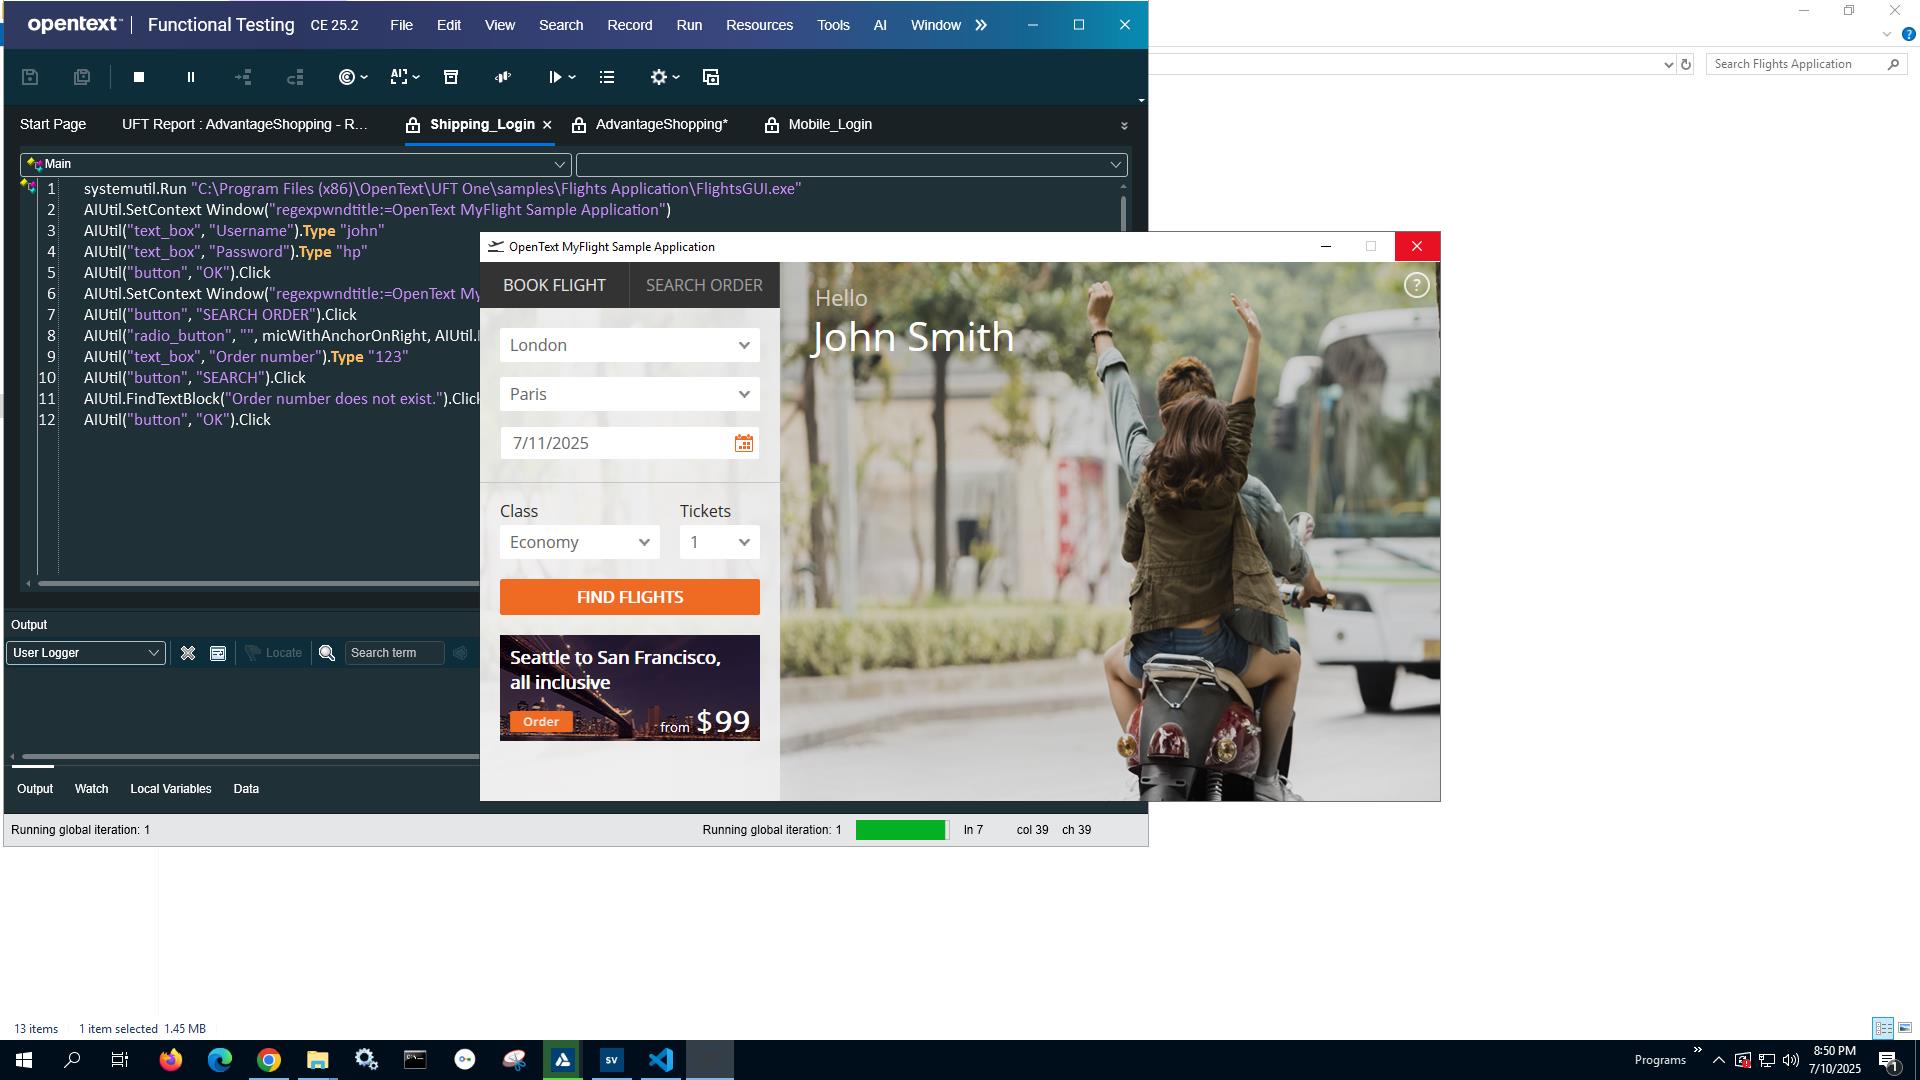 opentext™ | Functional Testing CE 25.2 File Edit View Search Record Run Resources Tools AI Window »
Search Flights Application
Start Page UFT Report : AdvantageShopping - R... Shipping_Login AdvantageShopping* Mobile_Login
Main
1 systemutil.Run "C:\Program Files (x86)\OpenText\UFT One\samples\Flights Application\FlightsGUI.exe"
2 AIUtil.SetContext Window("regexpwndtitle:=OpenText MyFlight Sample Application")
3 AIUtil("text_box", "Username").Type "john"
4 AIUtil("text_box", "Password").Type "hp"
5 AIUtil("button", "OK").Click
6 AIUtil.SetContext Window("regexpwndtitle:=OpenText My
7 AIUtil("button", "SEARCH ORDER").Click
8 AIUtil("radio_button", "", micWithAnchorOnRight, AIUtil.
9 AIUtil("text_box", "Order number").Type "123"
10 AIUtil("button", "SEARCH").Click
11 AIUtil.FindTextBlock("Order number does not exist.").Click
12 AIUtil("button", "OK").Click
OpenText MyFlight Sample Application
BOOK FLIGHT SEARCH ORDER
Hello
John Smith
?
London
Paris
7/11/2025
Class Tickets
Economy 1
FIND FLIGHTS
Seattle to San Francisco,
all inclusive
Order from $99
Output
User Logger Locate Search term
Output Watch Local Variables Data
Running global iteration: 1 Running global iteration: 1 ln 7 col 39 ch 39
13 items 1 item selected 1.45 MB
SV Programs » 8:50 PM
7/10/2025 1